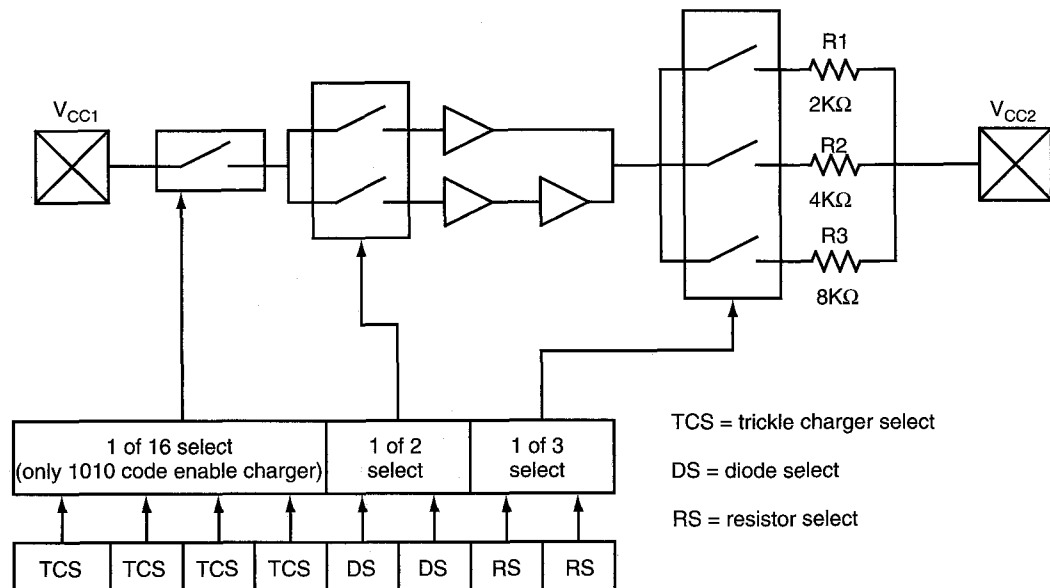 R1
2KΩ
VCC1
VCC2
R2
4KΩ
R3
8KΩ
1 of 16 select
(only 1010 code enable charger)
1 of 2
select
1 of 3
select
TCS = trickle charger select
DS = diode select
RS = resistor select
TCS TCS TCS TCS DS DS RS RS